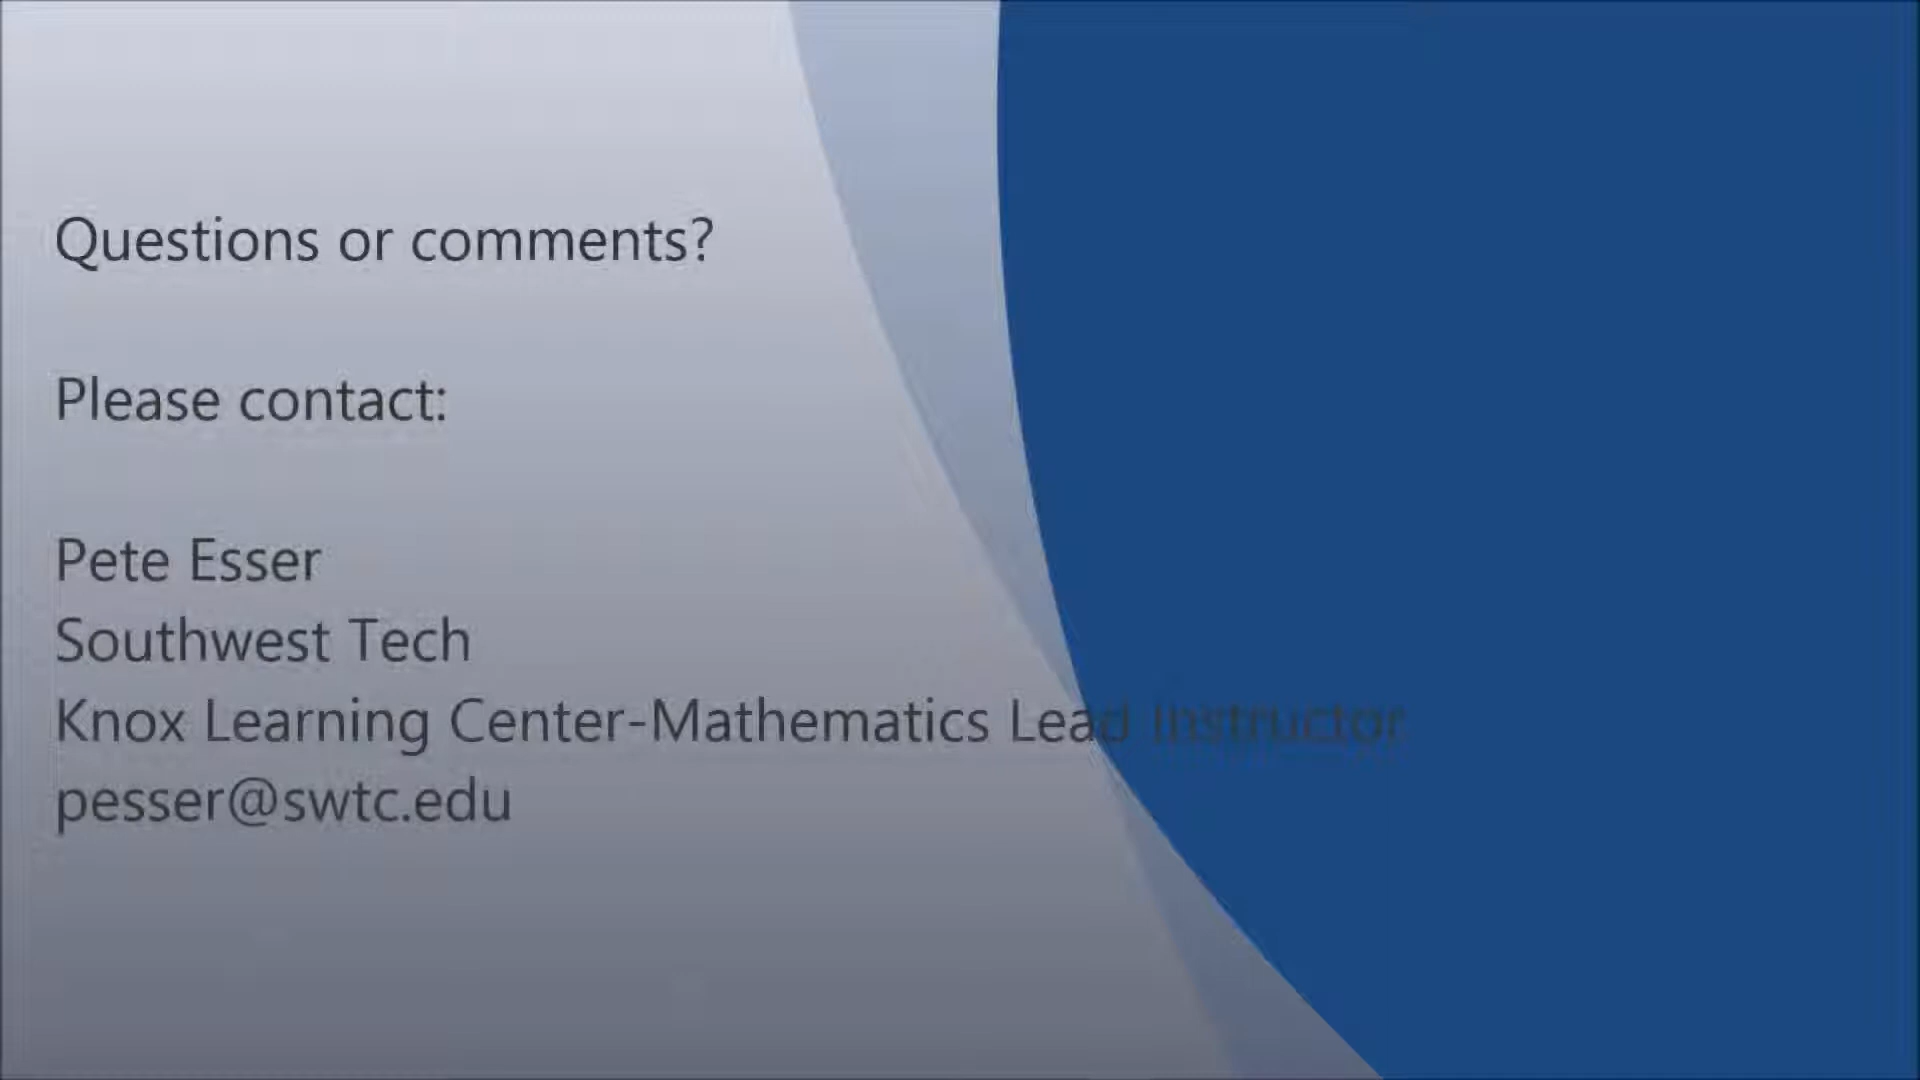 Questions or comments?
Please contact:
Pete Esser
Southwest Tech
Knox Learning Center-Mathematics Lead Instructor
pesser@swtc.edu